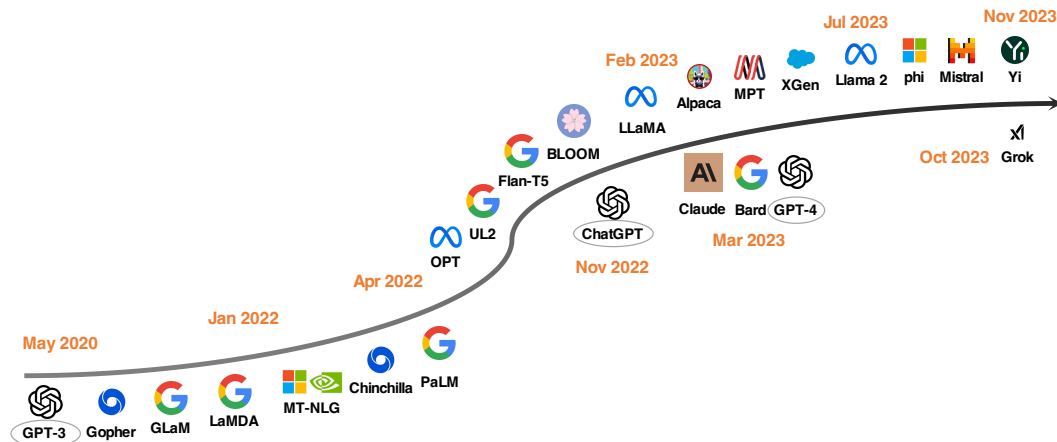 Nov 2023
Jul 2023
Feb 2023
Yi
phi
Mistral
Llama 2
XGen
MPT
Alpaca
LLaMA
BLOOM
Oct 2023
Grok
Flan-T5
Claude
Bard
GPT-4
ChatGPT
Mar 2023
UL2
OPT
Nov 2022
Apr 2022
Jan 2022
May 2020
PaLM
Chinchilla
MT-NLG
LaMDA
GLaM
Gopher
GPT-3